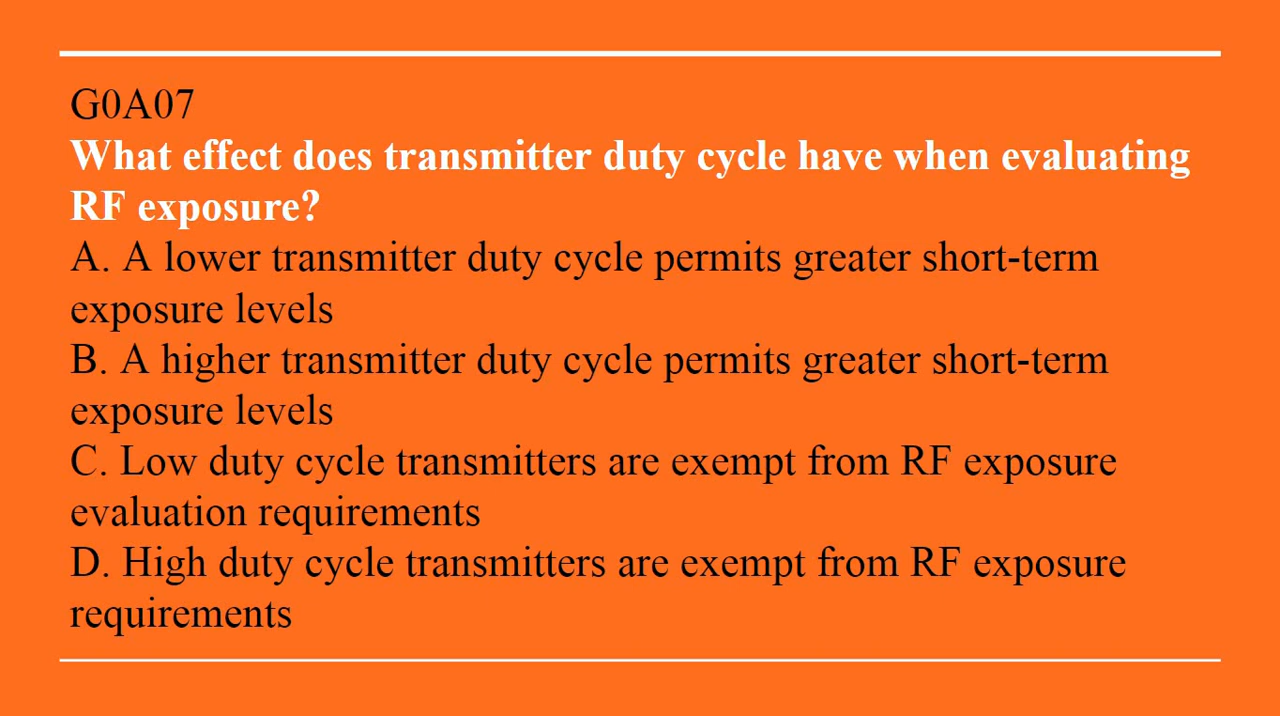 G0A07
What effect does transmitter duty cycle have when evaluating
RF exposure?
A. A lower transmitter duty cycle permits greater short-term
exposure levels
B. A higher transmitter duty cycle permits greater short-term
exposure levels
C. Low duty cycle transmitters are exempt from RF exposure
evaluation requirements
D. High duty cycle transmitters are exempt from RF exposure
requirements